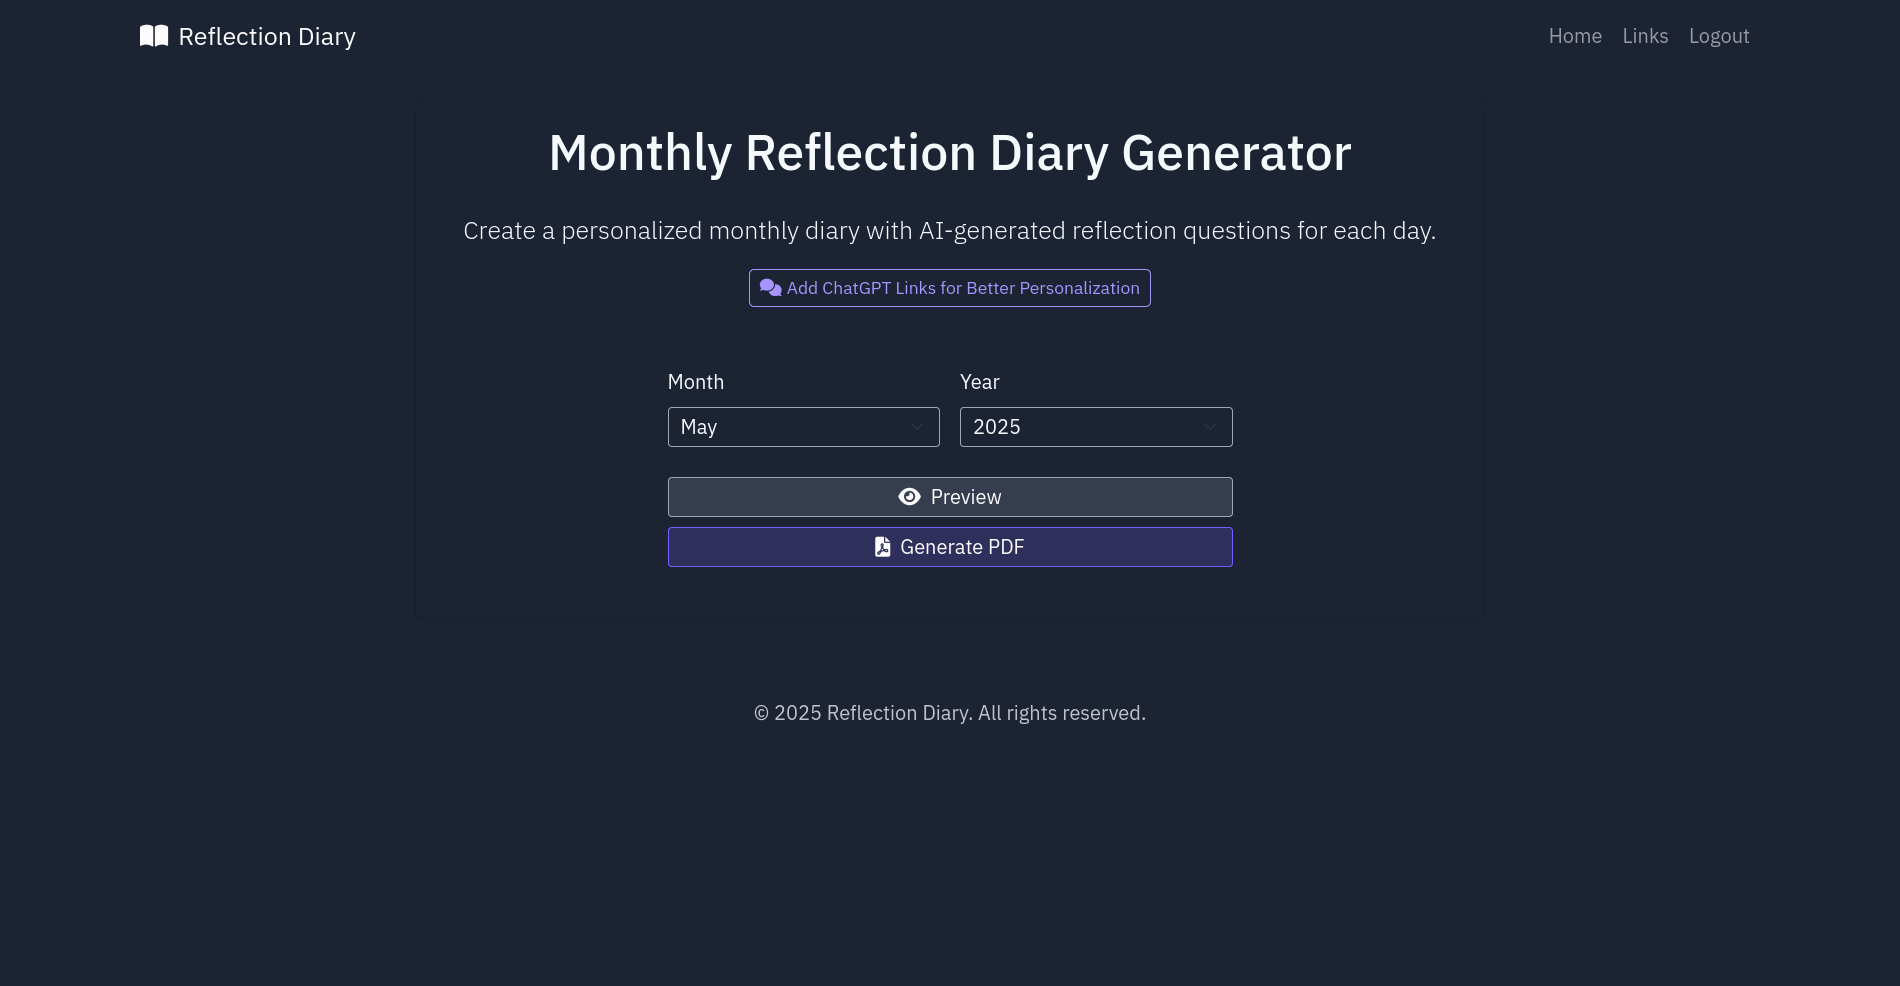 Reflection Diary
Home Links Logout
Monthly Reflection Diary Generator
Create a personalized monthly diary with AI-generated reflection questions for each day.
Add ChatGPT Links for Better Personalization
Month Year
May 2025
Preview
Generate PDF
© 2025 Reflection Diary. All rights reserved.